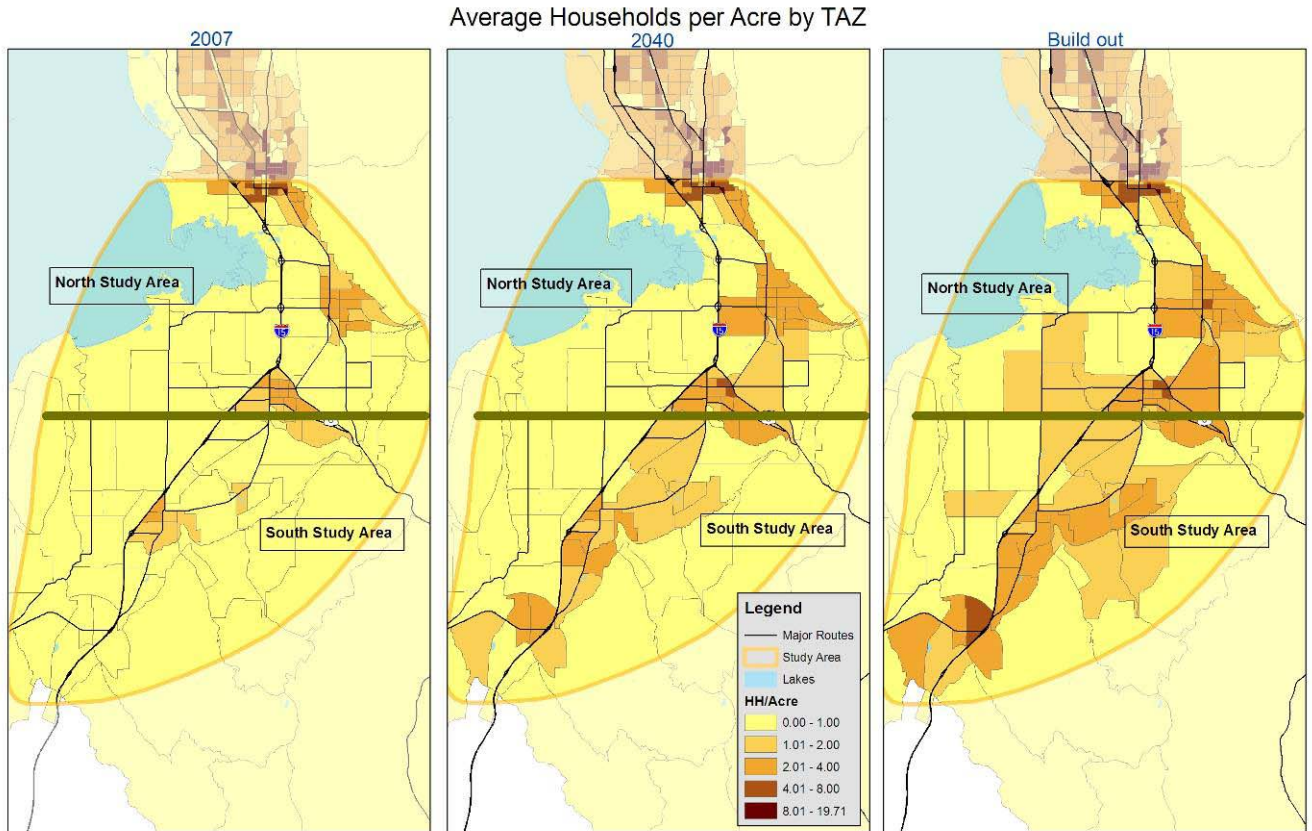 Average Households per Acre by TAZ
2007
2040
Build out
North Study Area
North Study Area
North Study Area
15
15
15
South Study Area
South Study Area
South Study Area
Legend
Major Routes
Study Area
Lakes
HH/Acre
0.00 - 1.00
1.01 - 2.00
2.01 - 4.00
4.01 - 8.00
8.01 - 19.71